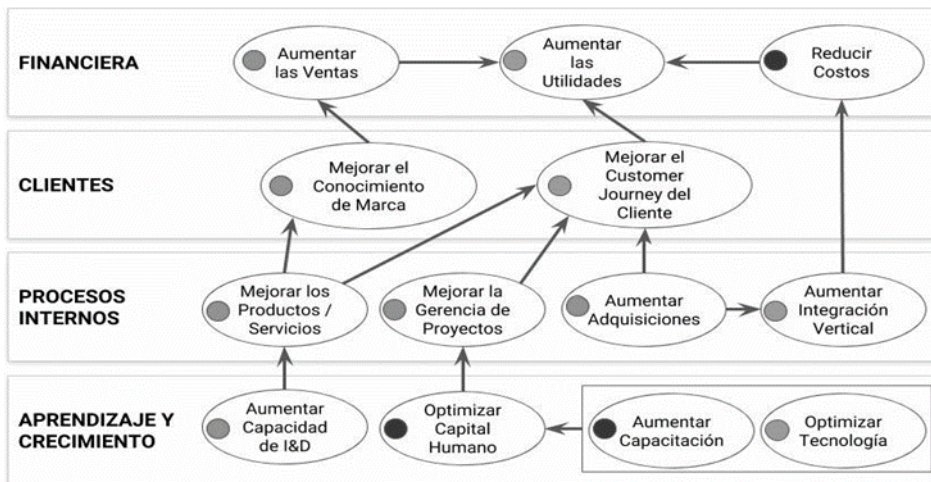 FINANCIERA
Aumentar
las Ventas
Aumentar
las
Utilidades
Reducir
Costos
CLIENTES
Mejorar el
Conocimiento
de Marca
Mejorar el
Customer
Journey del
Cliente
PROCESOS
INTERNOS
Mejorar los
Productos /
Servicios
Mejorar la
Gerencia de
Proyectos
Aumentar
Adquisiciones
Aumentar
Integración
Vertical
APRENDIZAJE Y
CRECIMIENTO
Aumentar
Capacidad
de I&D
Optimizar
Capital
Humano
Aumentar
Capacitación
Optimizar
Tecnología